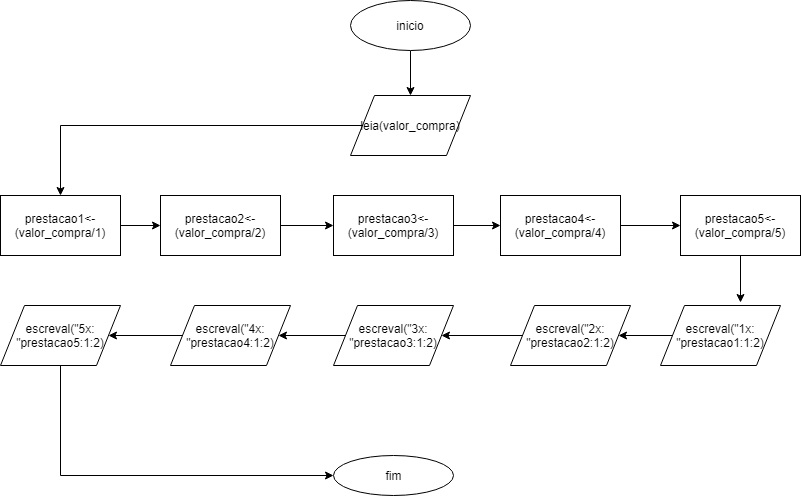 inicio
leia(valor_compra)
prestacao1<-
(valor_compra/1)
prestacao2<-
(valor_compra/2)
prestacao3<-
(valor_compra/3)
prestacao4<-
(valor_compra/4)
prestacao5<-
(valor_compra/5)
escreval("5x:
"prestacao5:1:2)
escreval("4x:
"prestacao4:1:2)
escreval("3x:
"prestacao3:1:2)
escreval("2x:
"prestacao2:1:2)
escreval("1x:
"prestacao1:1:2)
fim